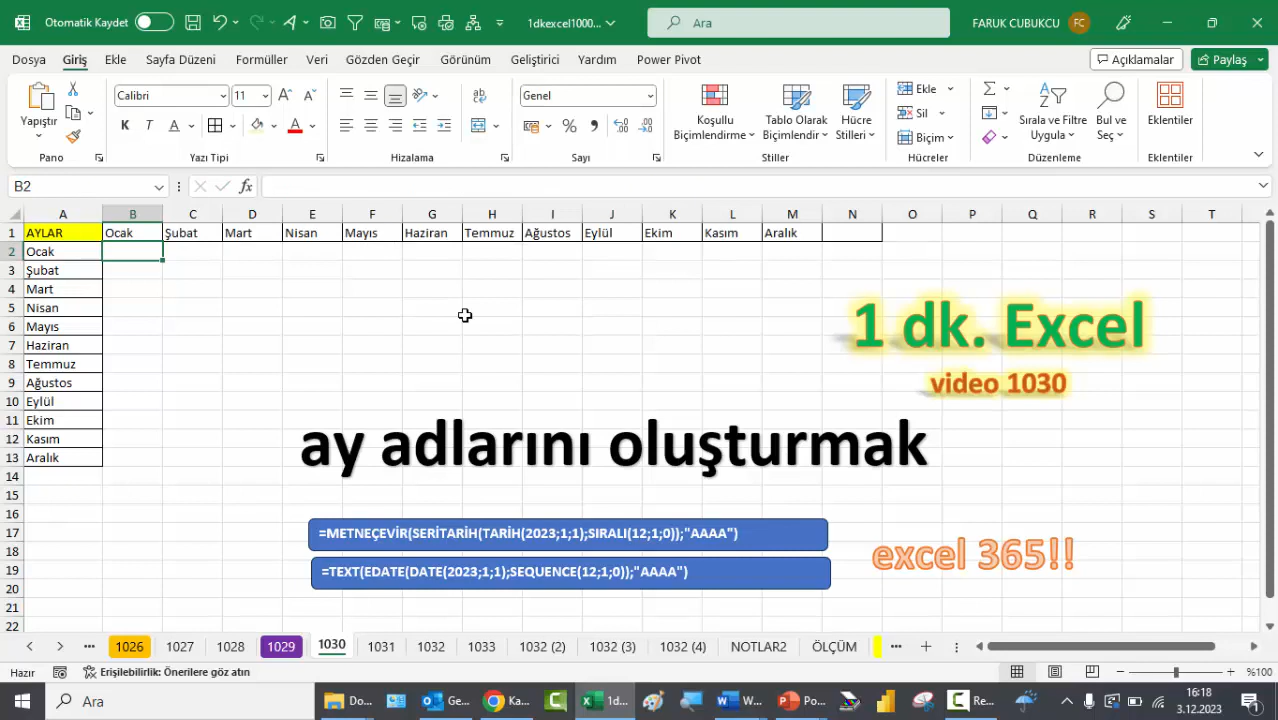 Otomatik Kaydet
1dkexcel1000...
Ara
FARUK CUBUKCU
FC
Dosya Giriş Ekle Sayfa Düzeni Formüller Veri Gözden Geçir Görünüm Geliştirici Yardım Power Pivot
Açıklamalar
Paylaş
Yapıştır
Calibri 11
K T A
Genel
Koşullu Biçimlendirme
Tablo Olarak Biçimlendir
Hücre Stilleri
Ekle
Sil
Biçim
Sırala ve Filtre Uygula
Bul ve Seç
Eklentiler
Pano Yazı Tipi Hizalama Sayı Stiller Hücreler Düzenleme Eklentiler
B2
fx
A B C D E F G H I J K L M N O P Q R S T
1 AYLAR Ocak Şubat Mart Nisan Mayıs Haziran Temmuz Ağustos Eylül Ekim Kasım Aralık
2 Ocak
3 Şubat
4 Mart
5 Nisan
6 Mayıs
7 Haziran
8 Temmuz
9 Ağustos
10 Eylül
11 Ekim
12 Kasım
13 Aralık
14
15
16
17
18
19
20
21
22
1 dk. Excel
video 1030
ay adlarını oluşturmak
=METNEÇEVİR(SERİTARİH(TARİH(2023;1;1);SIRALI(12;1;0));"AAAA")
=TEXT(EDATE(DATE(2023;1;1);SEQUENCE(12;1;0));"AAAA")
excel 365!!
1026 1027 1028 1029 1030 1031 1032 1033 1032 (2) 1032 (3) 1032 (4) NOTLAR2 ÖLÇÜM
Hazır
Erişilebilirlik: Önerilere göz atın
%100
Ara
Do... Ge... Ka... 1d... W... Po... Re...
16:18
3.12.2023